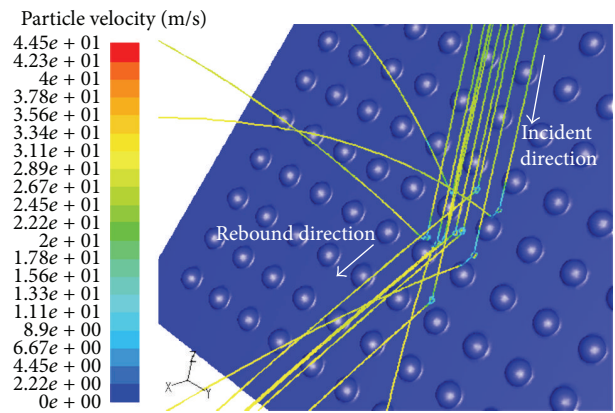 Particle velocity (m/s)
4.45e + 01
4.23e + 01
4e + 01
3.78e + 01
3.56e + 01
3.34e + 01
3.11e + 01
2.89e + 01
2.67e + 01
2.45e + 01
2.22e + 01
2e + 01
1.78e + 01
1.56e + 01
1.33e + 01
1.11e + 01
8.9e + 00
6.67e + 00
4.45e + 00
2.22e + 00
0e + 00
Incident
direction
Rebound direction
Z
X
Y